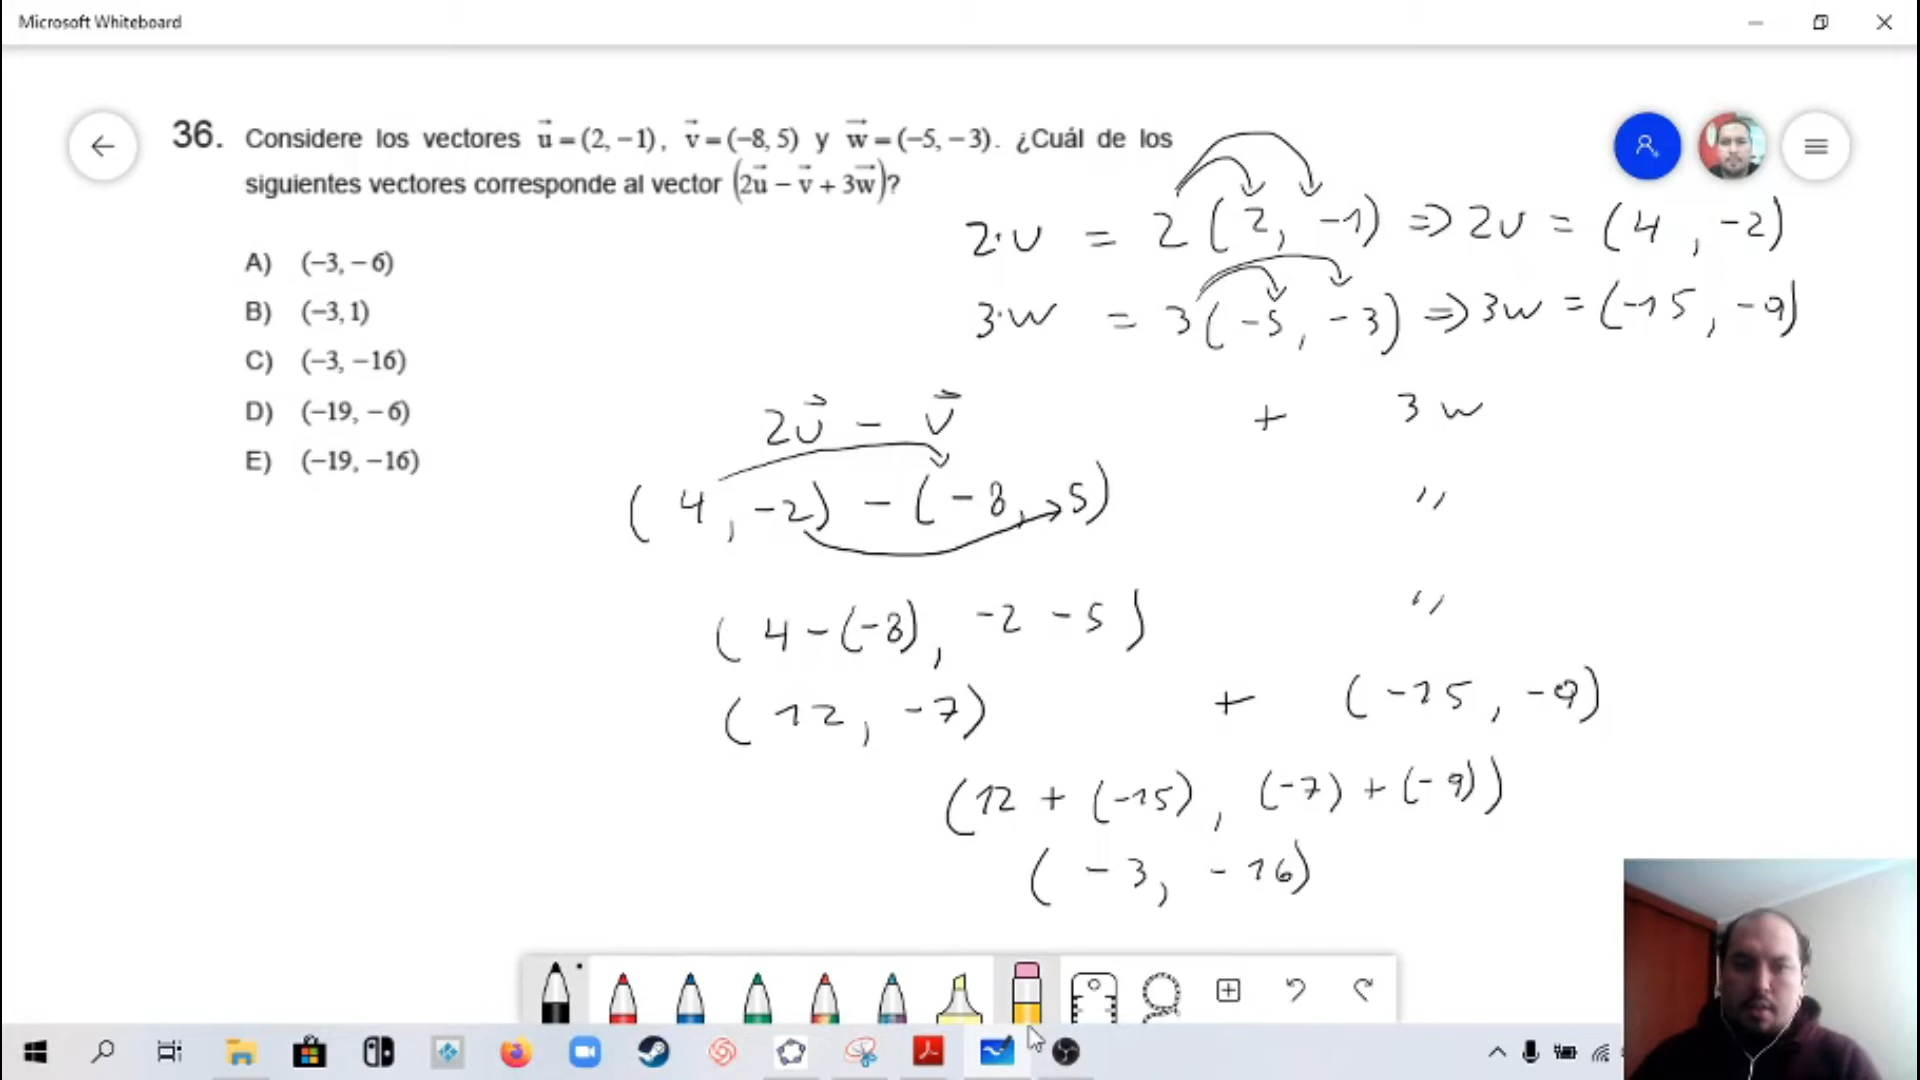 Microsoft Whiteboard
36. Considere los vectores u⃗ = (2, −1), v⃗ = (−8, 5) y w⃗ = (−5, −3). ¿Cuál de los
siguientes vectores corresponde al vector (2u⃗ − v⃗ + 3w⃗)?
A) (−3, −6)
B) (−3, 1)
C) (−3, −16)
D) (−19, −6)
E) (−19, −16)
2·u = 2 (2, -1) => 2u = (4, -2)
3·w = 3(-5, -3) => 3w = (-15, -9)
2u⃗ - v⃗ + 3w
(4, -2) - (-8, 5) "
(4-(-8), -2 -5) "
(12, -7) + (-15, -9)
(12 + (-15), (-7) + (-9))
(-3, -16)